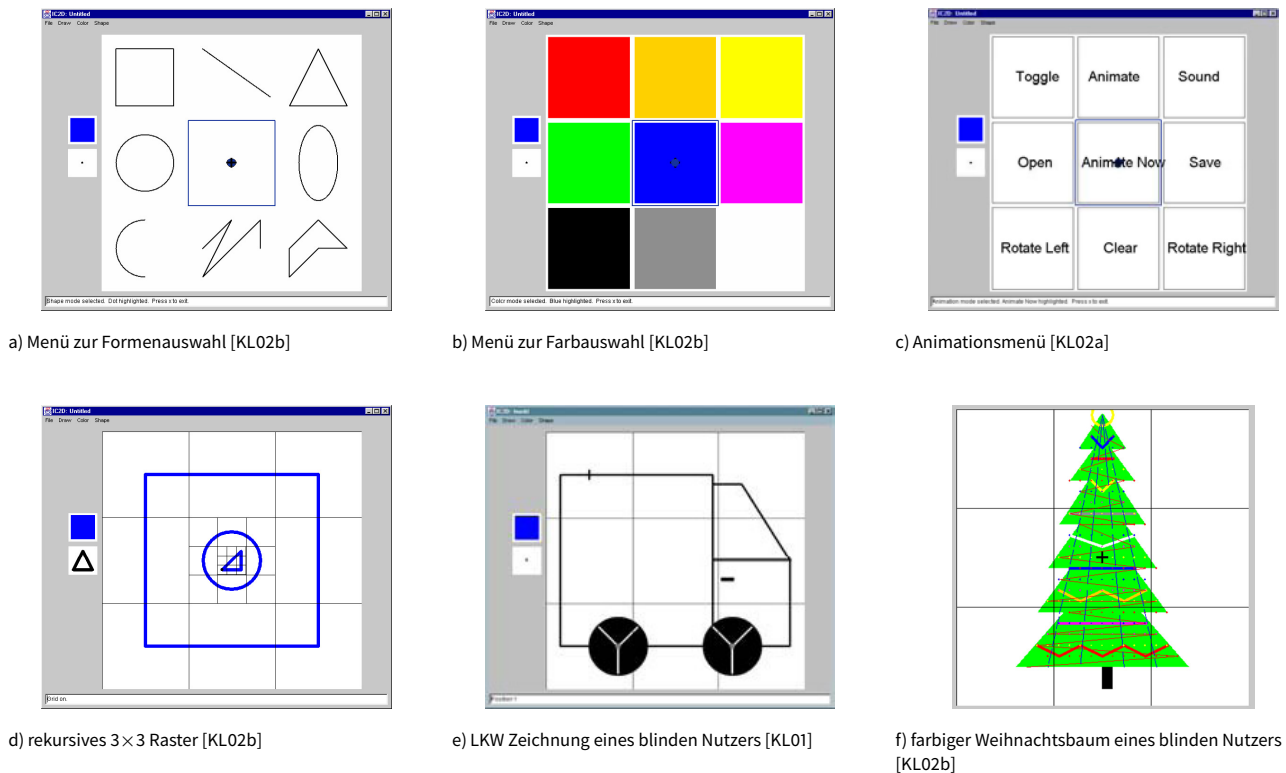 IC2D: Untitled
File Draw Color Shape
Shape mode selected. Dot highlighted. Press x to exit.
a) Menü zur Formenauswahl [KL02b]
IC2D: Untitled
File Draw Color Shape
Color mode selected. Blue highlighted. Press x to exit.
b) Menü zur Farbauswahl [KL02b]
IC2D: Untitled
File Draw Color Shape
Toggle Animate Sound
Open Animate Now Save
Rotate Left Clear Rotate Right
Animation mode selected. Animate Now highlighted. Press x to exit.
c) Animationsmenü [KL02a]
IC2D: Untitled
File Draw Color Shape
Grid on.
d) rekursives 3×3 Raster [KL02b]
IC2D:
File Draw Color Shape
Position 1
e) LKW Zeichnung eines blinden Nutzers [KL01]
f) farbiger Weihnachtsbaum eines blinden Nutzers
[KL02b]